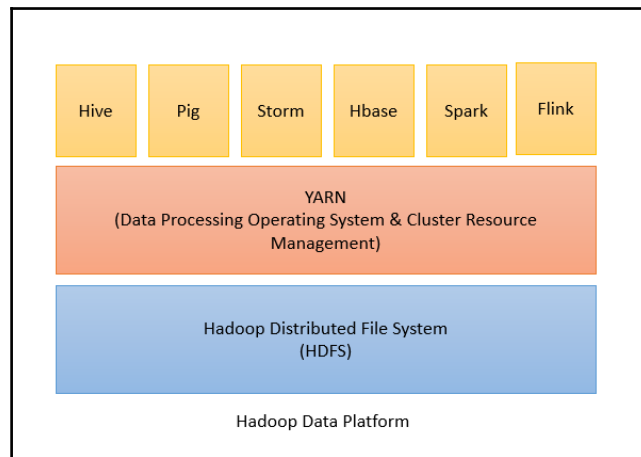 Hive
Pig
Storm
Hbase
Spark
Flink
YARN
(Data Processing Operating System & Cluster Resource
Management)
Hadoop Distributed File System
(HDFS)
Hadoop Data Platform